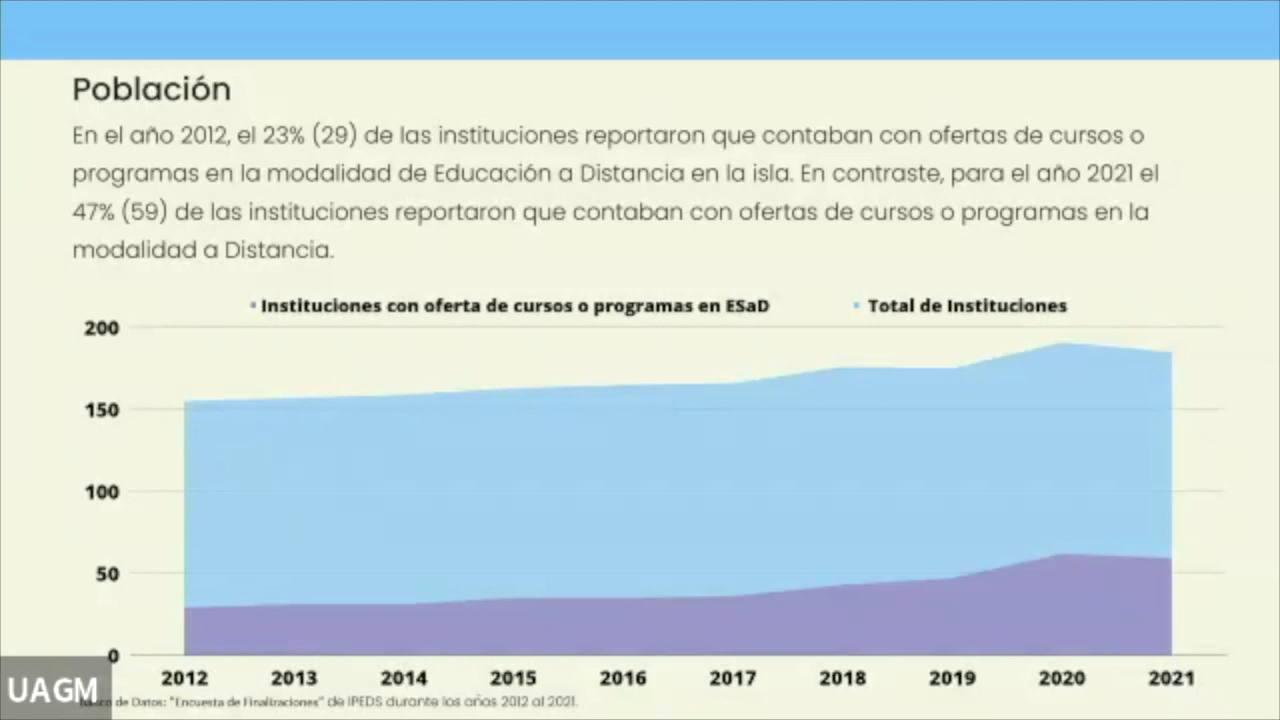 Población
En el año 2012, el 23% (29) de las instituciones reportaron que contaban con ofertas de cursos o
programas en la modalidad de Educación a Distancia en la isla. En contraste, para el año 2021 el
47% (59) de las instituciones reportaron que contaban con ofertas de cursos o programas en la
modalidad a Distancia.
Instituciones con oferta de cursos o programas en ESaD Total de Instituciones
200
150
100
50
0
2012 2013 2014 2015 2016 2017 2018 2019 2020 2021
UAGM
de Datos: "Encuesta de Finalizaciones" de IPEDS durante los años 2012 al 2021.